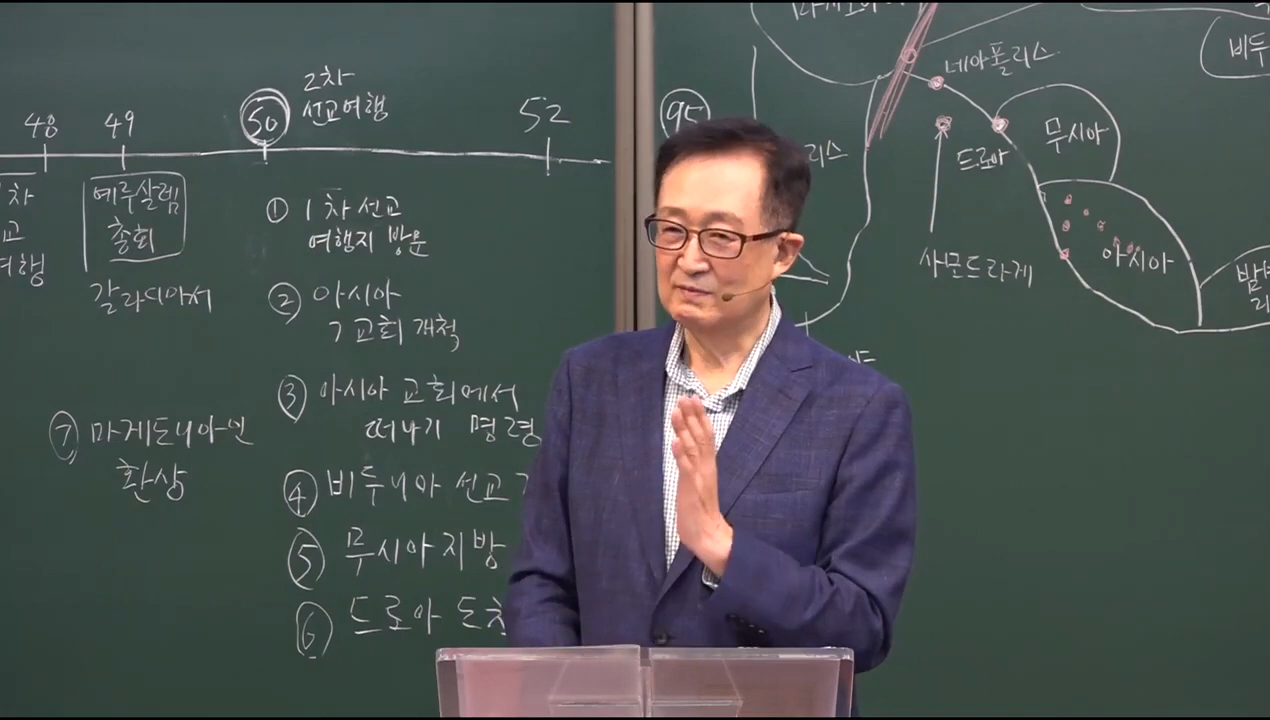 48
49
50
2차
선교여행
52
95
차
교
여행
예루살렘
총회
갈라디아서
① 1차 선교
여행지 방문
② 아시아
7 교회 개척
③ 아시아 교회에서
떠나기 명령
④ 비두니아 선교
⑤ 무시아 지방
⑥ 드로아 도착
⑦ 마게도니아인
환상
네아폴리스
비두
무시아
드로아
리스
사모드라게
아시아